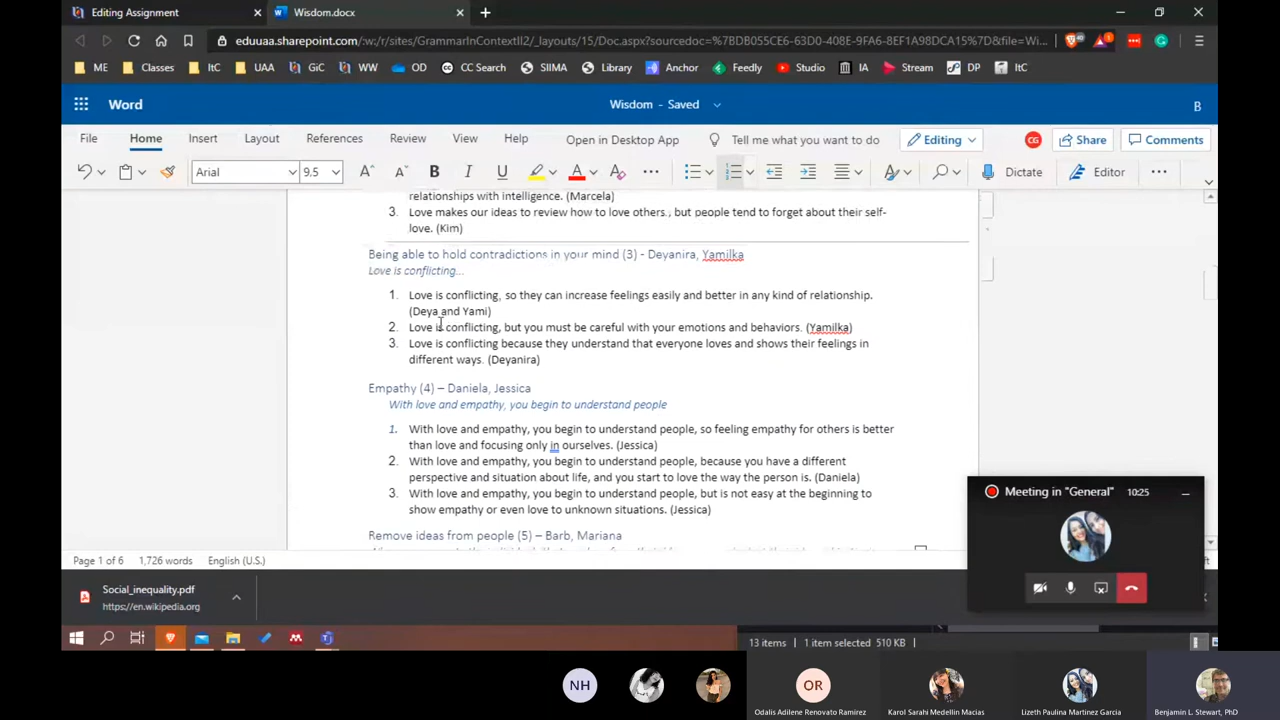 Editing Assignment
Wisdom.docx
eduuaa.sharepoint.com/:w:/r/sites/GrammarInContextII2/_layouts/15/Doc.aspx?sourcedoc=%7BDB055CE6-63D0-408E-9FA6-8EF1A98DCA15%7D&file=Wi...
ME Classes ItC UAA GiC WW OD CC Search SIIMA Library Anchor Feedly Studio IA Stream DP ItC
Word
Wisdom - Saved
B
File Home Insert Layout References Review View Help Open in Desktop App Tell me what you want to do Editing CG Share Comments
Arial 9.5 Dictate Editor
relationships with intelligence. (Marcela)
3. Love makes our ideas to review how to love others., but people tend to forget about their self-
love. (Kim)
Being able to hold contradictions in your mind (3) - Deyanira, Yamilka
Love is conflicting...
1. Love is conflicting, so they can increase feelings easily and better in any kind of relationship.
(Deya and Yami)
2. Love is conflicting, but you must be careful with your emotions and behaviors. (Yamilka)
3. Love is conflicting because they understand that everyone loves and shows their feelings in
different ways. (Deyanira)
Empathy (4) – Daniela, Jessica
With love and empathy, you begin to understand people
1. With love and empathy, you begin to understand people, so feeling empathy for others is better
than love and focusing only in ourselves. (Jessica)
2. With love and empathy, you begin to understand people, because you have a different
perspective and situation about life, and you start to love the way the person is. (Daniela)
3. With love and empathy, you begin to understand people, but is not easy at the beginning to
show empathy or even love to unknown situations. (Jessica)
Remove ideas from people (5) – Barb, Mariana
Meeting in "General" 10:25
Page 1 of 6 1,726 words English (U.S.)
Social_inequality.pdf
https://en.wikipedia.org
13 items 1 item selected 510 KB
NH
OR
Odalis Adilene Renovato Ramirez
Karol Sarahi Medellin Macias
Lizeth Paulina Martinez Garcia
Benjamin L. Stewart, PhD